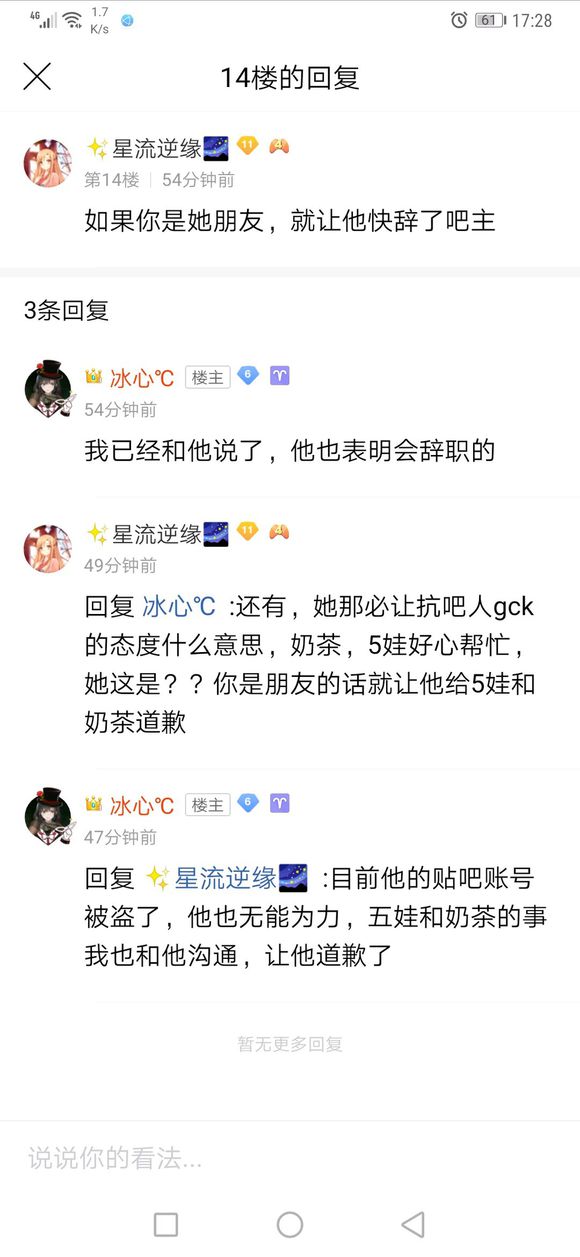 4G
1.7
K/s
61
17:28
14楼的回复
✨星流逆缘🌌 11 4
第14楼 | 54分钟前
如果你是她朋友，就让他快辞了吧主
3条回复
冰心℃ 楼主 6 ♈
54分钟前
我已经和他说了，他也表明会辞职的
✨星流逆缘🌌 11 4
49分钟前
回复 冰心℃ :还有，她那必让抗吧人gck
的态度什么意思，奶茶，5娃好心帮忙，
她这是？？你是朋友的话就让他给5娃和
奶茶道歉
冰心℃ 楼主 6 ♈
47分钟前
回复 ✨星流逆缘🌌 :目前他的贴吧账号
被盗了，他也无能为力，五娃和奶茶的事
我也和他沟通，让他道歉了
暂无更多回复
说说你的看法...